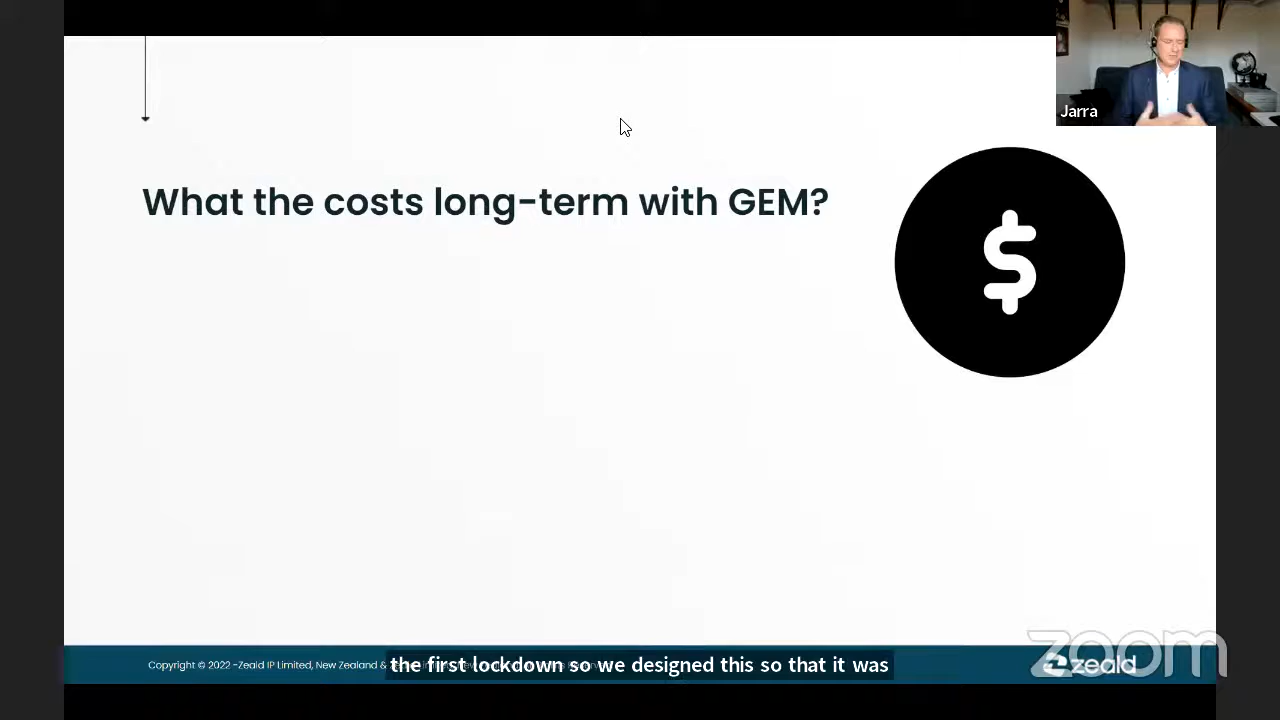 Jarra
What the costs long-term with GEM?
$
Copyright © 2022 -Zeald IP Limited, New Zealand &
the first lockdown so we designed this so that it was
zeald
zoom